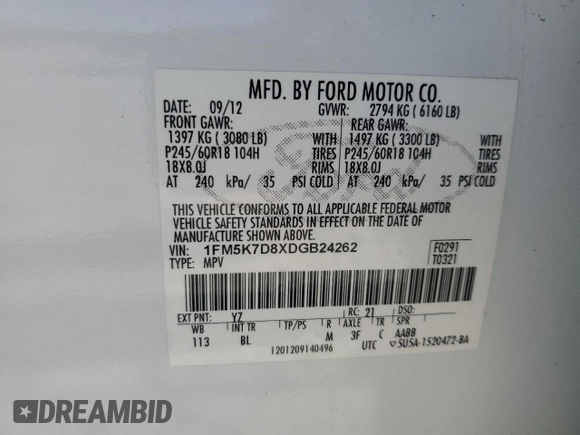 MFD. BY FORD MOTOR CO.
DATE: 09/12 GVWR: 2794 KG ( 6160 LB)
FRONT GAWR: REAR GAWR:
1397 KG ( 3080 LB) WITH 1497 KG ( 3300 LB) WITH
P245/60R18 104H TIRES P245/60R18 104H TIRES
18X8.0J RIMS 18X8.0J RIMS
AT 240 kPa/ 35 PSI COLD AT 240 kPa/ 35 PSI COLD
THIS VEHICLE CONFORMS TO ALL APPLICABLE FEDERAL MOTOR
VEHICLE SAFETY STANDARDS IN EFFECT ON THE DATE OF
MANUFACTURE SHOWN ABOVE.
VIN: 1FM5K7D8XDGB24262 F0291
TYPE: MPV T0321
EXT PNT: YZ RC: 21 DSO:
WB INT TR TP/PS R AXLE TR SPR
113 BL M 3F C AABB
1201209140496 UTC 5U5A-1520472-BA
DREAMBID